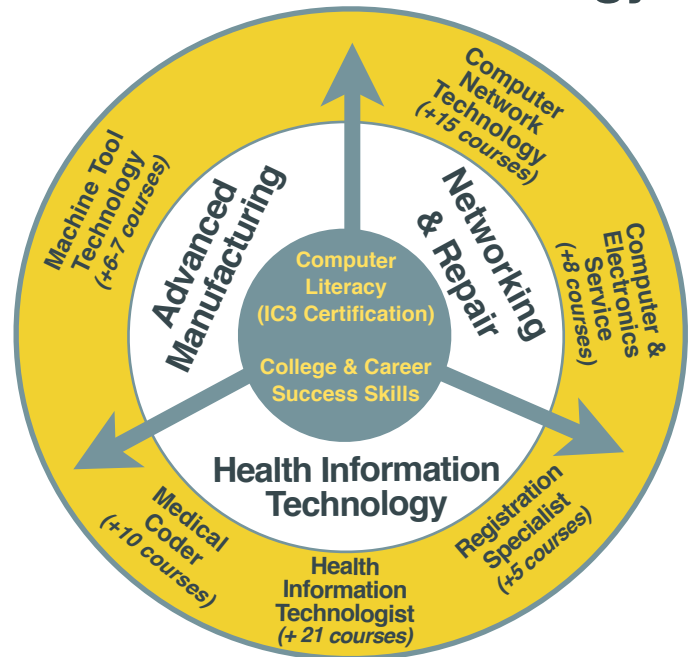 Computer
Network
Technology
(+15 courses)
Machine Tool
Technology
(+6-7 courses)
Advanced
Manufacturing
Networking
& Repair
Computer &
Electronics
Service
(+8 courses)
Computer
Literacy
(IC3 Certification)
College & Career
Success Skills
Health Information
Technology
Medical
Coder
(+10 courses)
Health
Information
Technologist
(+ 21 courses)
Registration
Specialist
(+5 courses)